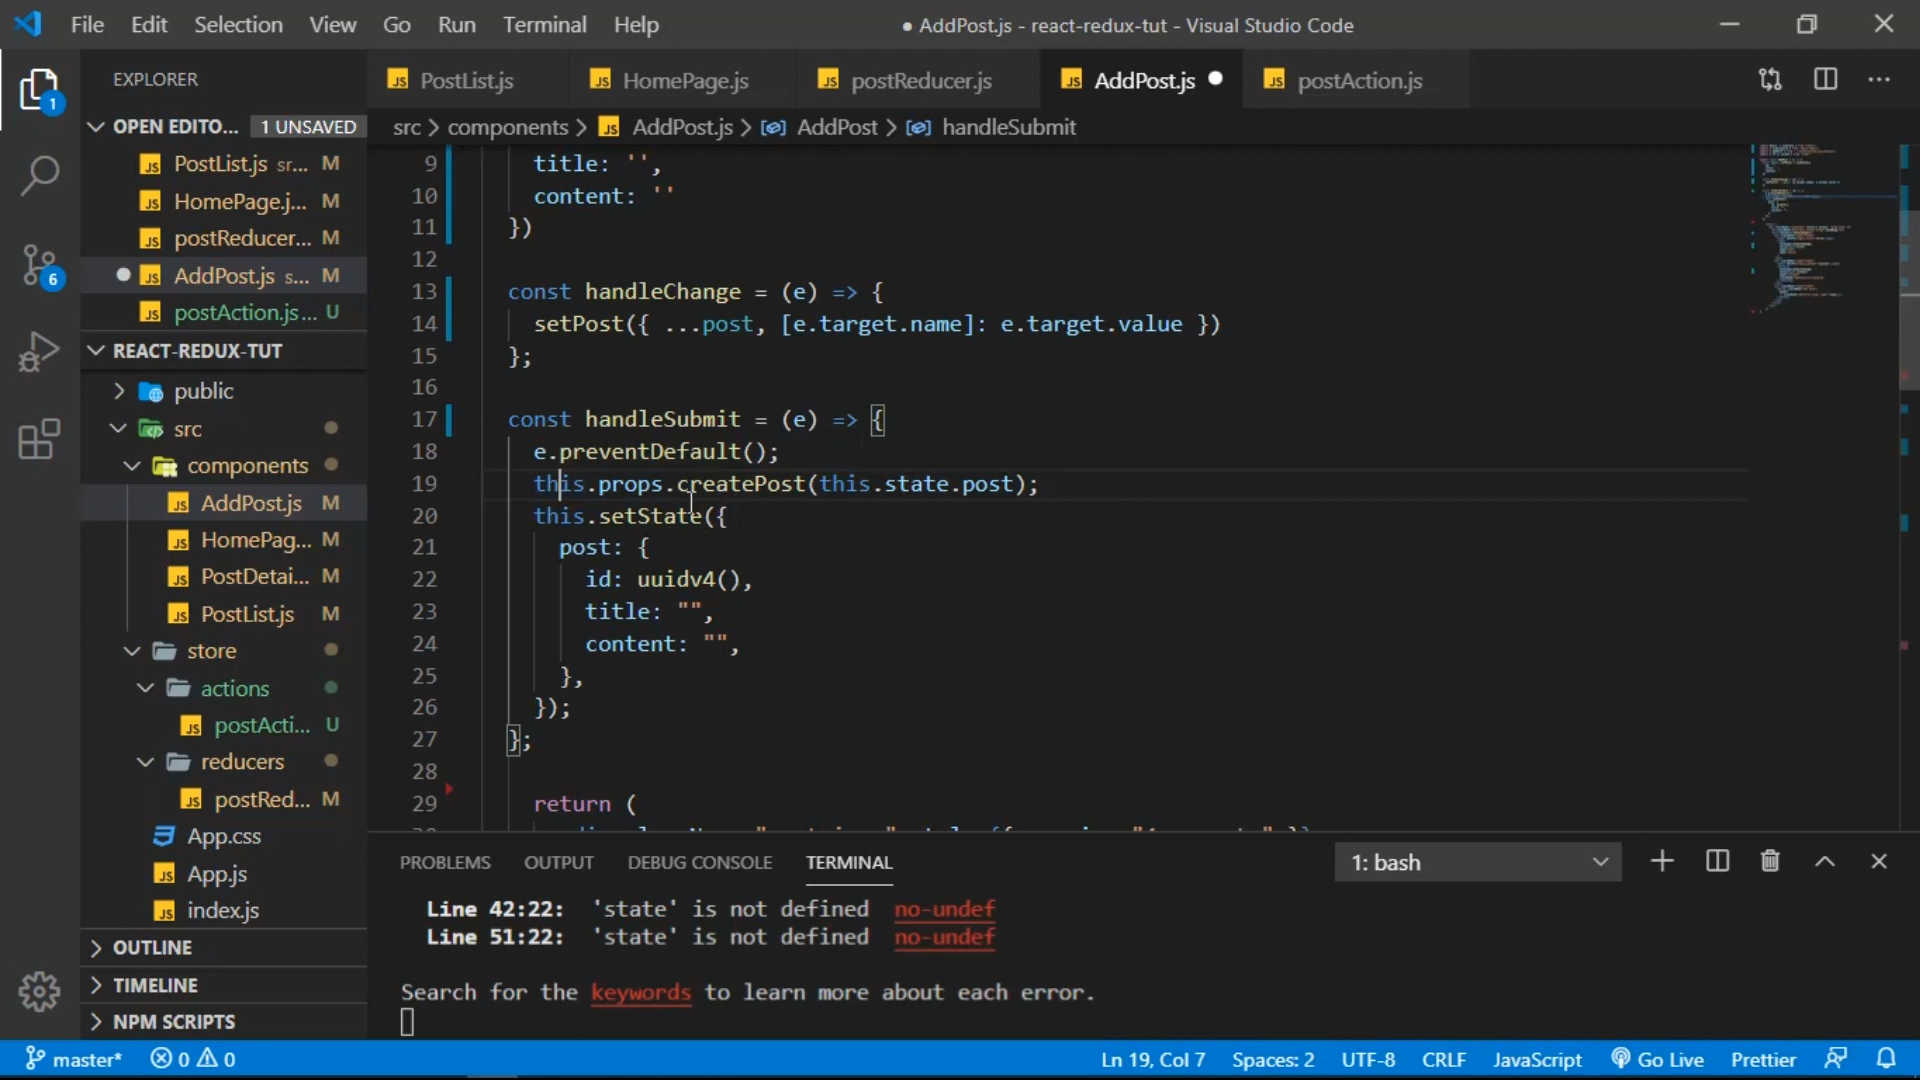 File Edit Selection View Go Run Terminal Help
● AddPost.js - react-redux-tut - Visual Studio Code
EXPLORER
OPEN EDITO... 1 UNSAVED
PostList.js sr... M
HomePage.j... M
postReducer... M
AddPost.js s... M
postAction.js... U
REACT-REDUX-TUT
public
src
components
AddPost.js M
HomePag... M
PostDetai... M
PostList.js M
store
actions
postActi... U
reducers
postRed... M
App.css
App.js
index.js
OUTLINE
TIMELINE
NPM SCRIPTS
1
6
PostList.js HomePage.js postReducer.js AddPost.js postAction.js
src > components > AddPost.js > AddPost > handleSubmit
9 title: '',
10 content: ''
11 })
12
13 const handleChange = (e) => {
14 setPost({ ...post, [e.target.name]: e.target.value })
15 };
16
17 const handleSubmit = (e) => {
18 e.preventDefault();
19 this.props.createPost(this.state.post);
20 this.setState({
21 post: {
22 id: uuidv4(),
23 title: "",
24 content: "",
25 },
26 });
27 };
28
29 return (
PROBLEMS OUTPUT DEBUG CONSOLE TERMINAL 1: bash
Line 42:22: 'state' is not defined no-undef
Line 51:22: 'state' is not defined no-undef
Search for the keywords to learn more about each error.
master* 0 0 Ln 19, Col 7 Spaces: 2 UTF-8 CRLF JavaScript Go Live Prettier